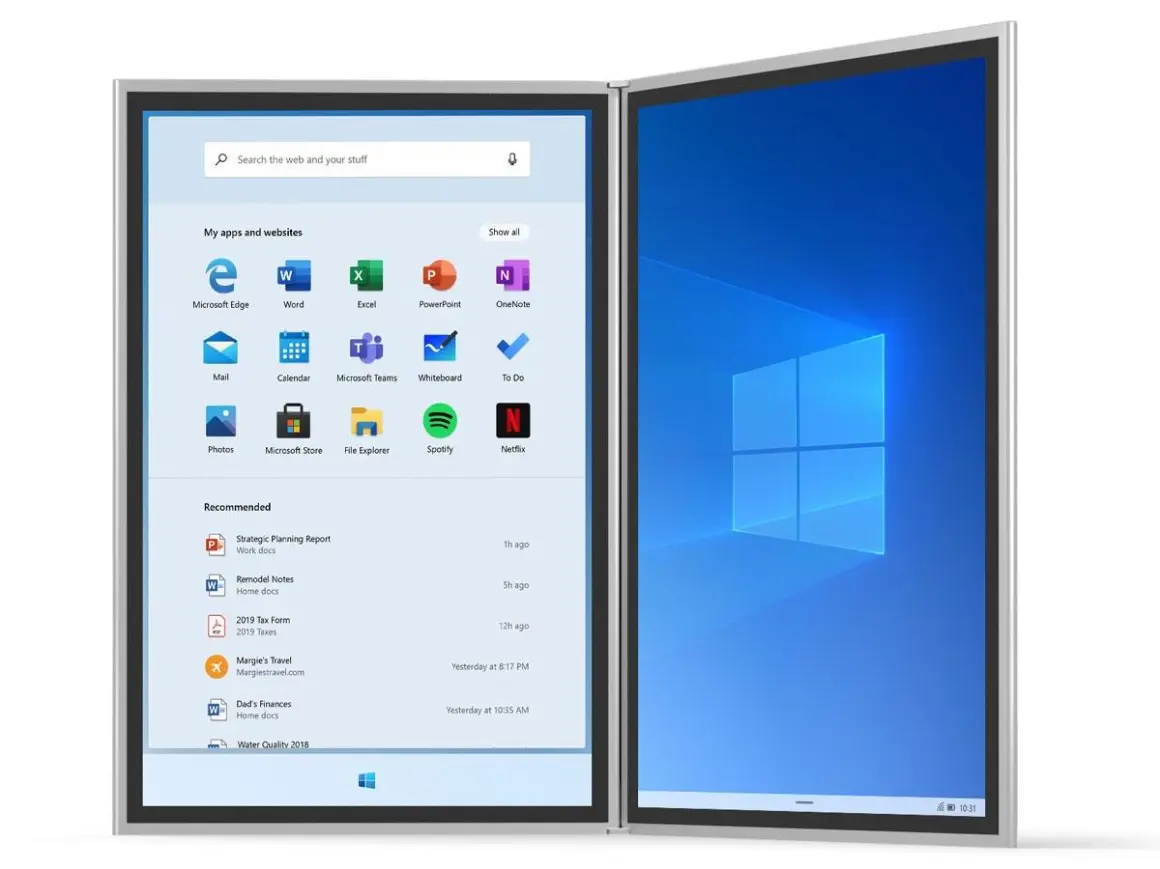 Search the web and your stuff
My apps and websites
Show all
Microsoft Edge
Word
Excel
PowerPoint
OneNote
Mail
Calendar
Microsoft Teams
Whiteboard
To Do
Photos
Microsoft Store
File Explorer
Spotify
Netflix
Recommended
Strategic Planning Report
Work docs
1h ago
Remodel Notes
Home docs
5h ago
2019 Tax Form
2019 Taxes
12h ago
Margie's Travel
Margiestravel.com
Yesterday at 8:17 PM
Dad's Finances
Home docs
Yesterday at 10:35 AM
Water Quality 2018
10:31